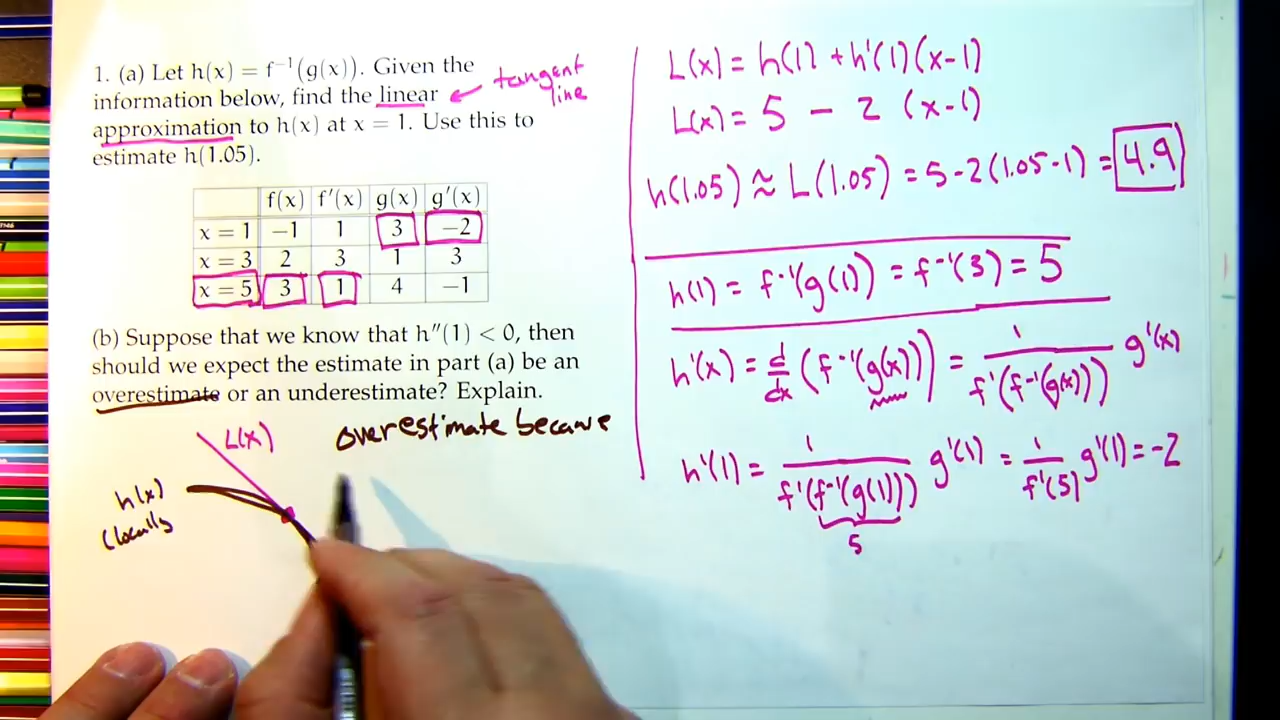 1. (a) Let h(x) = f⁻¹(g(x)). Given the
information below, find the linear
approximation to h(x) at x = 1. Use this to
estimate h(1.05).
tangent
line
f(x) f′(x) g(x) g′(x)
x = 1 −1 1 3 −2
x = 3 2 3 1 3
x = 5 3 1 4 −1
(b) Suppose that we know that h″(1) < 0, then
should we expect the estimate in part (a) be an
overestimate or an underestimate? Explain.
L(x)
overestimate because
h(x)
(locally
L(x) = h(1) + h'(1)(x-1)
L(x) = 5 - 2 (x-1)
h(1.05) ≈ L(1.05) = 5-2(1.05-1) = 4.9
h(1) = f⁻¹(g(1)) = f⁻¹(3) = 5
h'(x) = d/dx (f⁻¹(g(x))) = 1/f'(f⁻¹(g(x))) g'(x)
h'(1) = 1/f'(f⁻¹(g(1))) g'(1) = 1/f'(5) g'(1) = -2
5